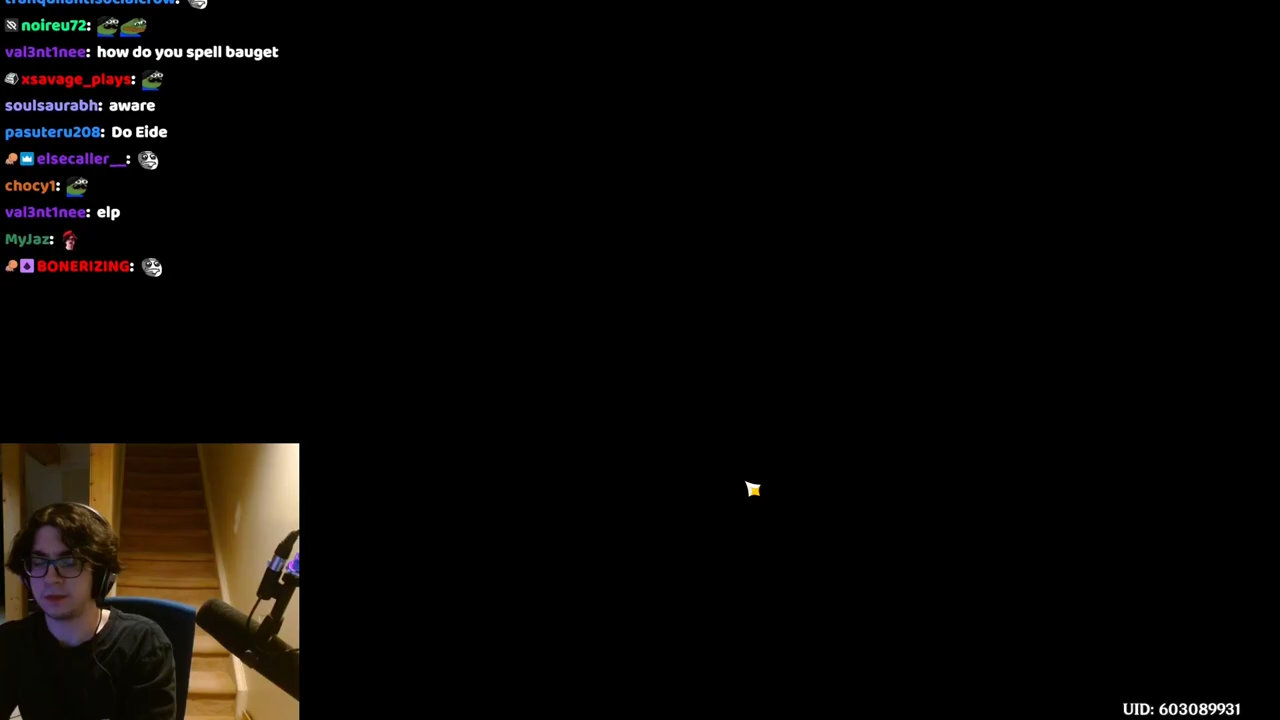 tranquilantisocialcrow:
noireu72:
val3nt1nee: how do you spell bauget
xsavage_plays:
soulsaurabh: aware
pasuteru208: Do Eide
elsecaller__:
chocy1:
val3nt1nee: elp
MyJaz:
BONERIZING:
UID: 603089931